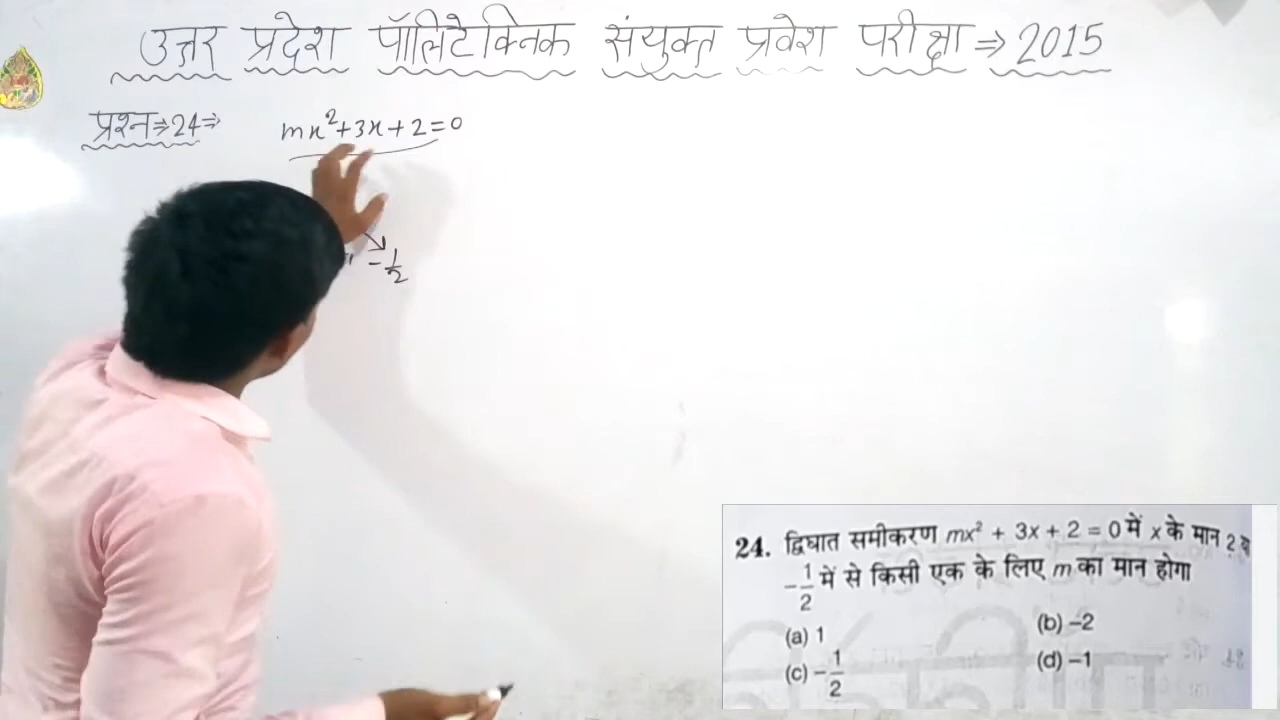 उत्तर प्रदेश पॉलिटेक्निक संयुक्त प्रवेश परीक्षा ⇒ 2015
प्रश्न ⇒ 24 ⇒ mx² + 3x + 2 = 0
-1/2
24. द्विघात समीकरण mx² + 3x + 2 = 0 में x के मान 2 व
-1/2 में से किसी एक के लिए m का मान होगा
(a) 1 (b) -2
(c) -1/2 (d) -1